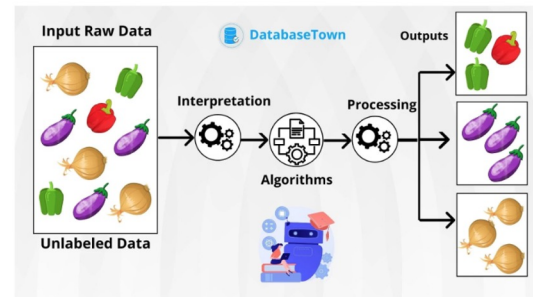 Input Raw Data
DatabaseTown
Outputs
Interpretation
Processing
Algorithms
Unlabeled Data